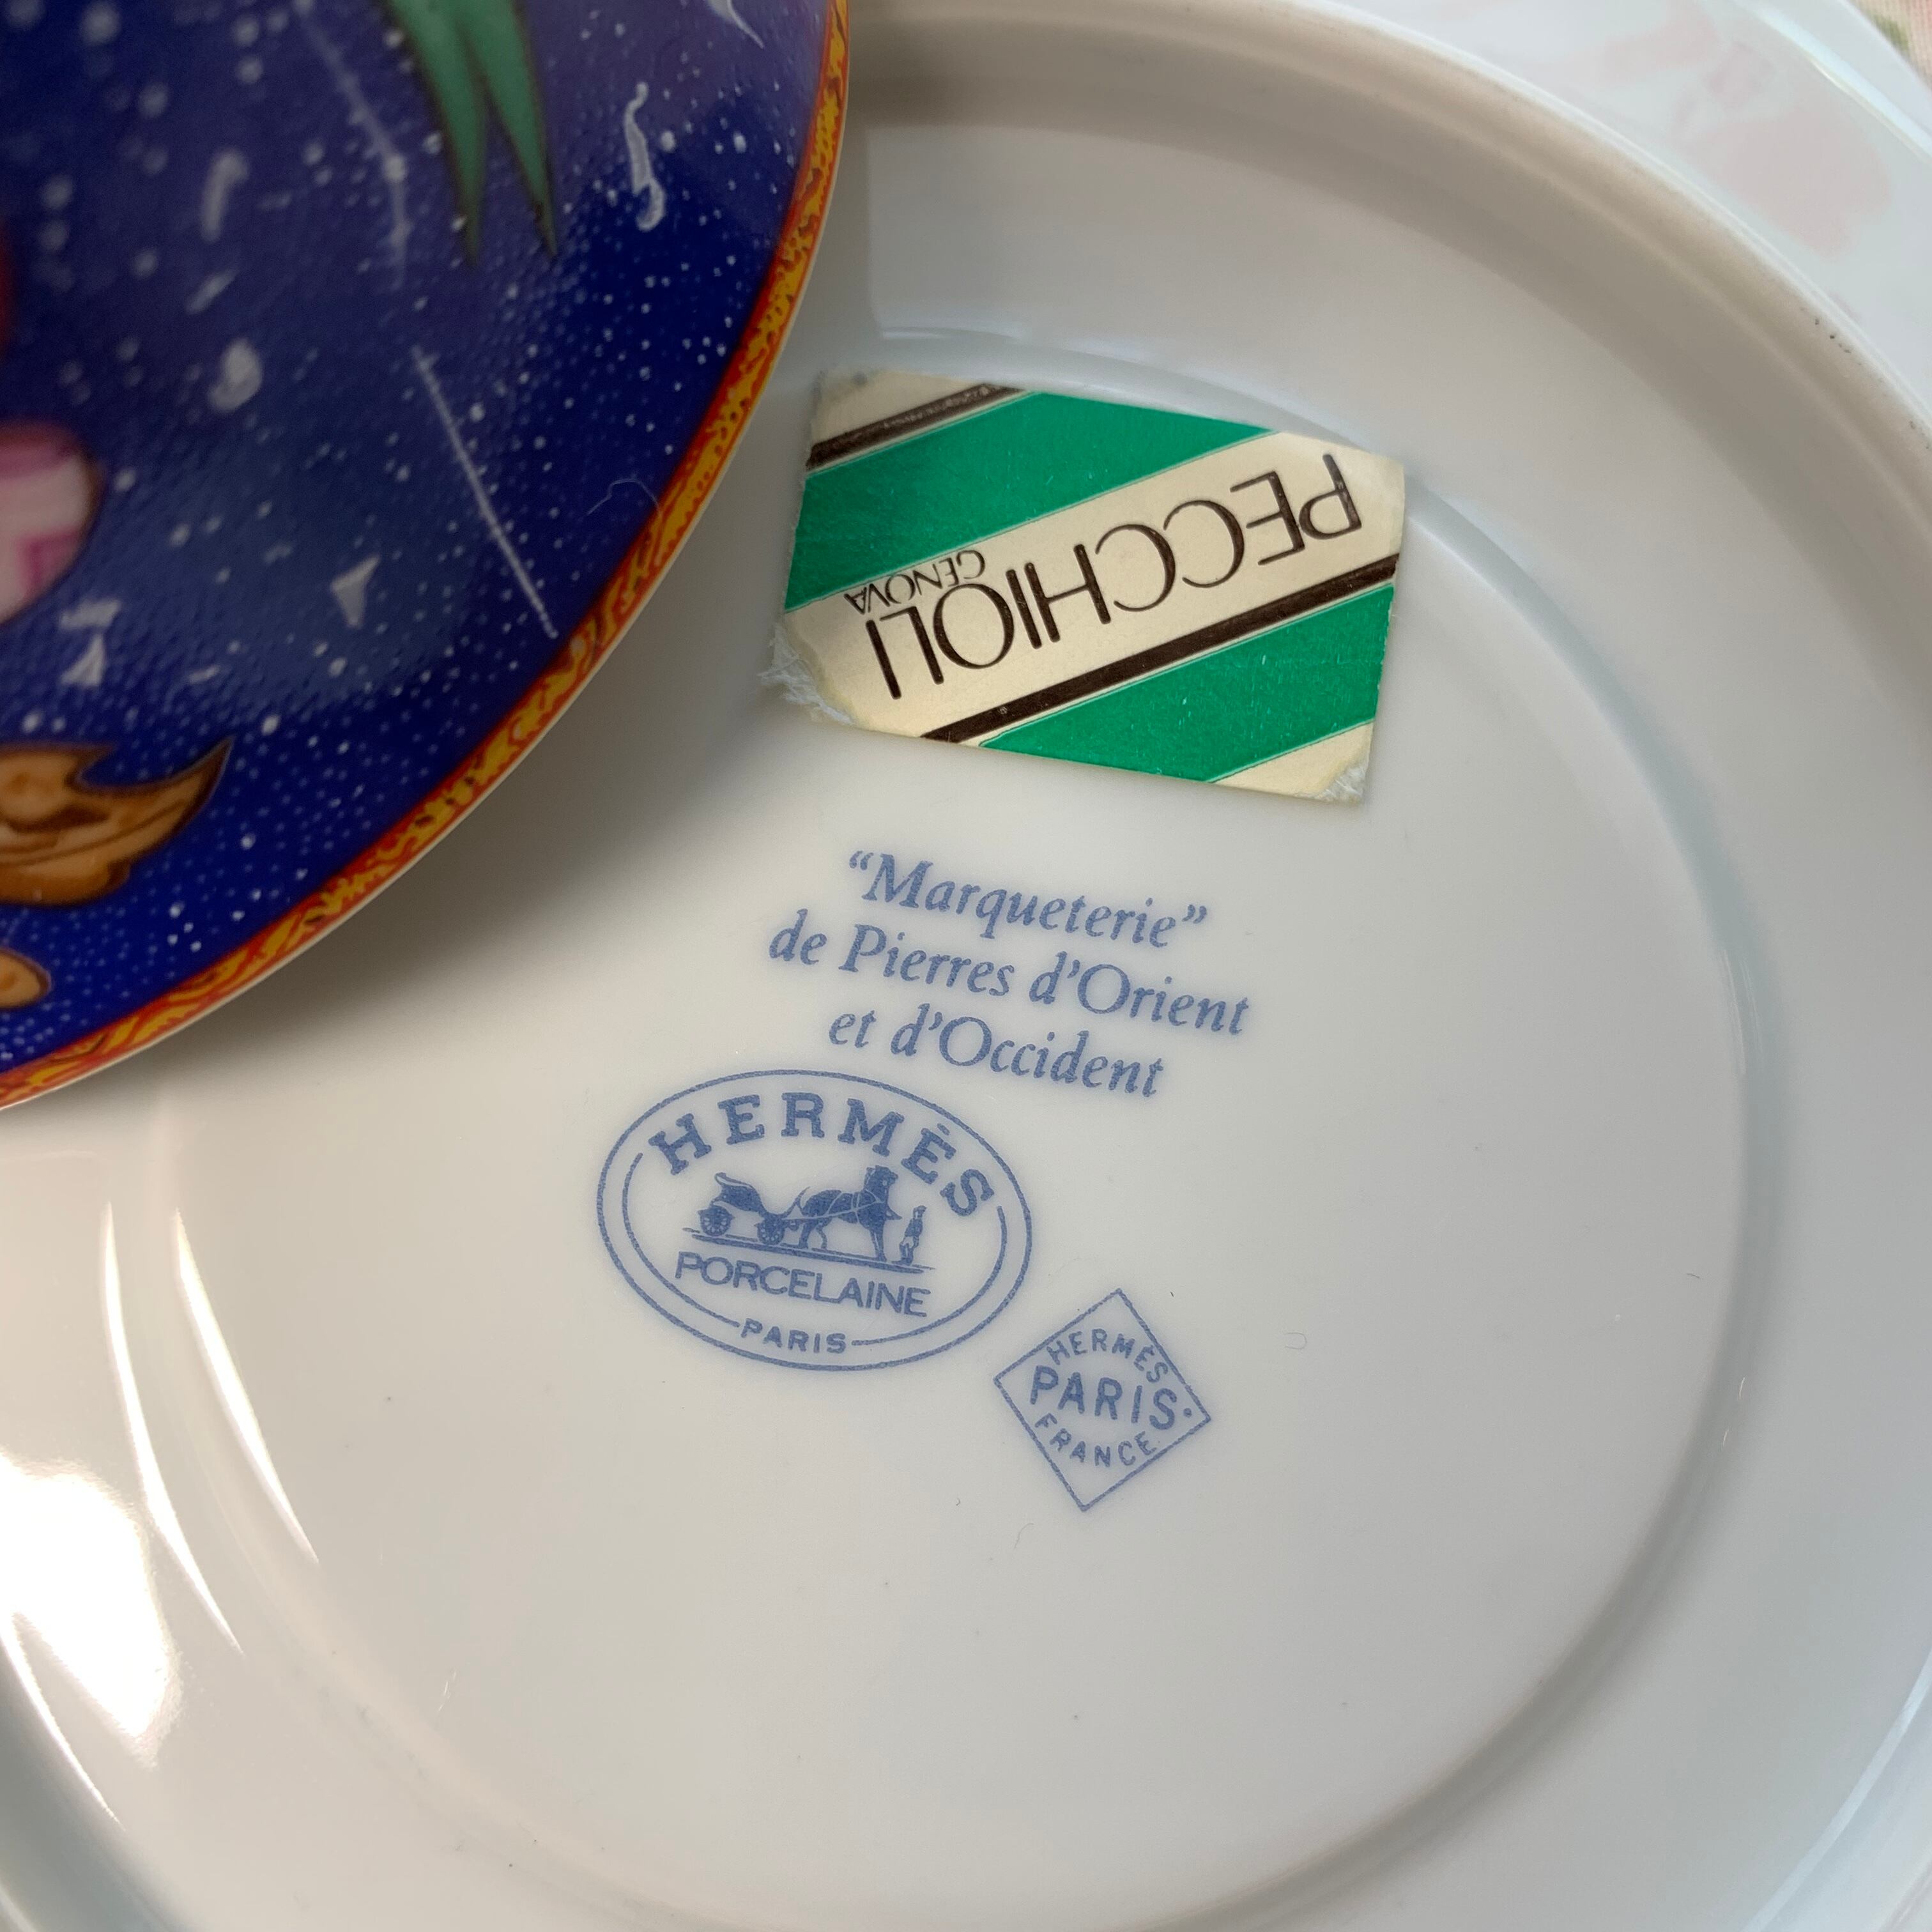 PECCHIOLI
GENOVA
“Marqueterie”
de Pierres d’Orient
et d’Occident
HERMÈS
PORCELAINE
PARIS
HERMÈS
PARIS.
FRANCE